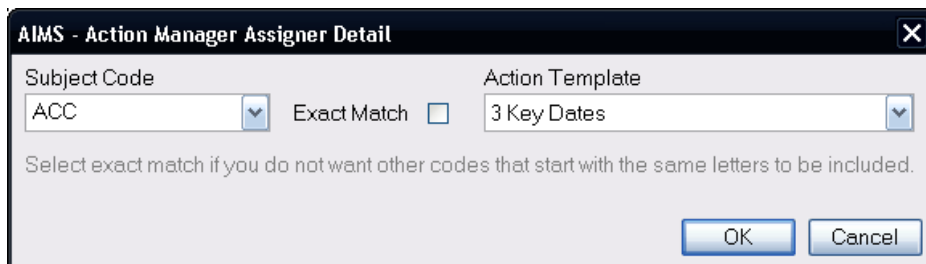 AIMS - Action Manager Assigner Detail
Subject Code Action Template
ACC Exact Match 3 Key Dates
Select exact match if you do not want other codes that start with the same letters to be included.
OK Cancel